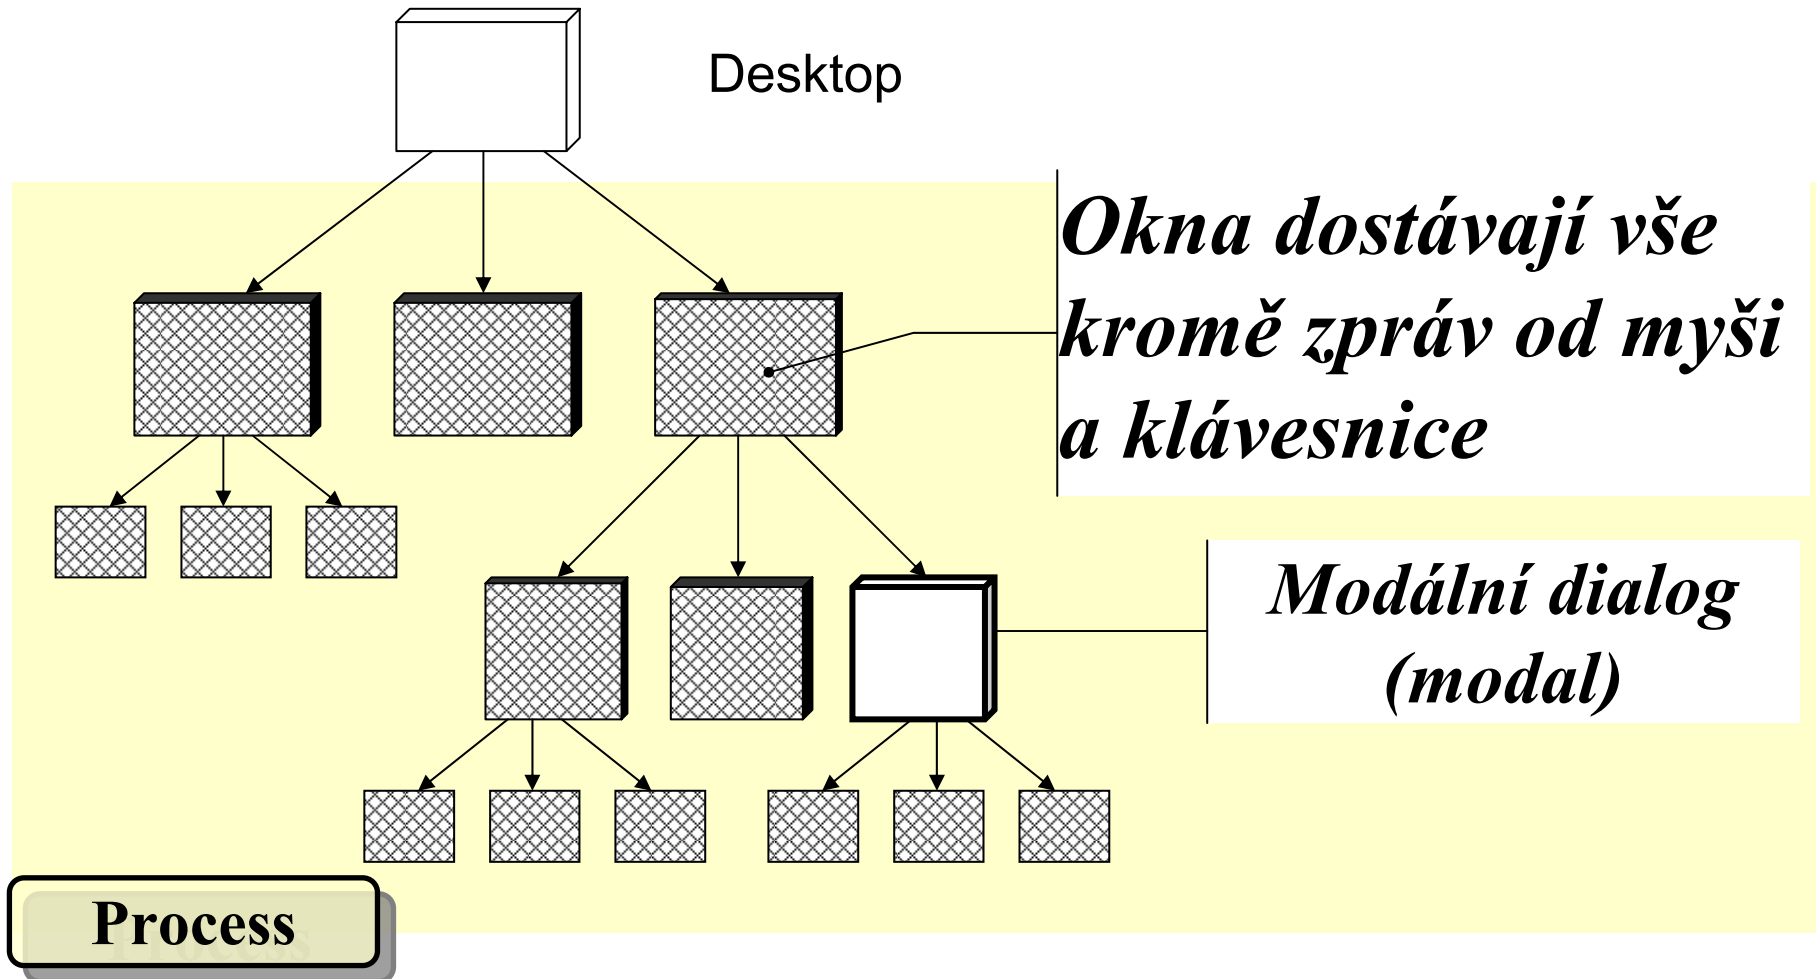 Desktop
Okna dostávají vše
kromě zpráv od myši
a klávesnice
Modální dialog
(modal)
Process